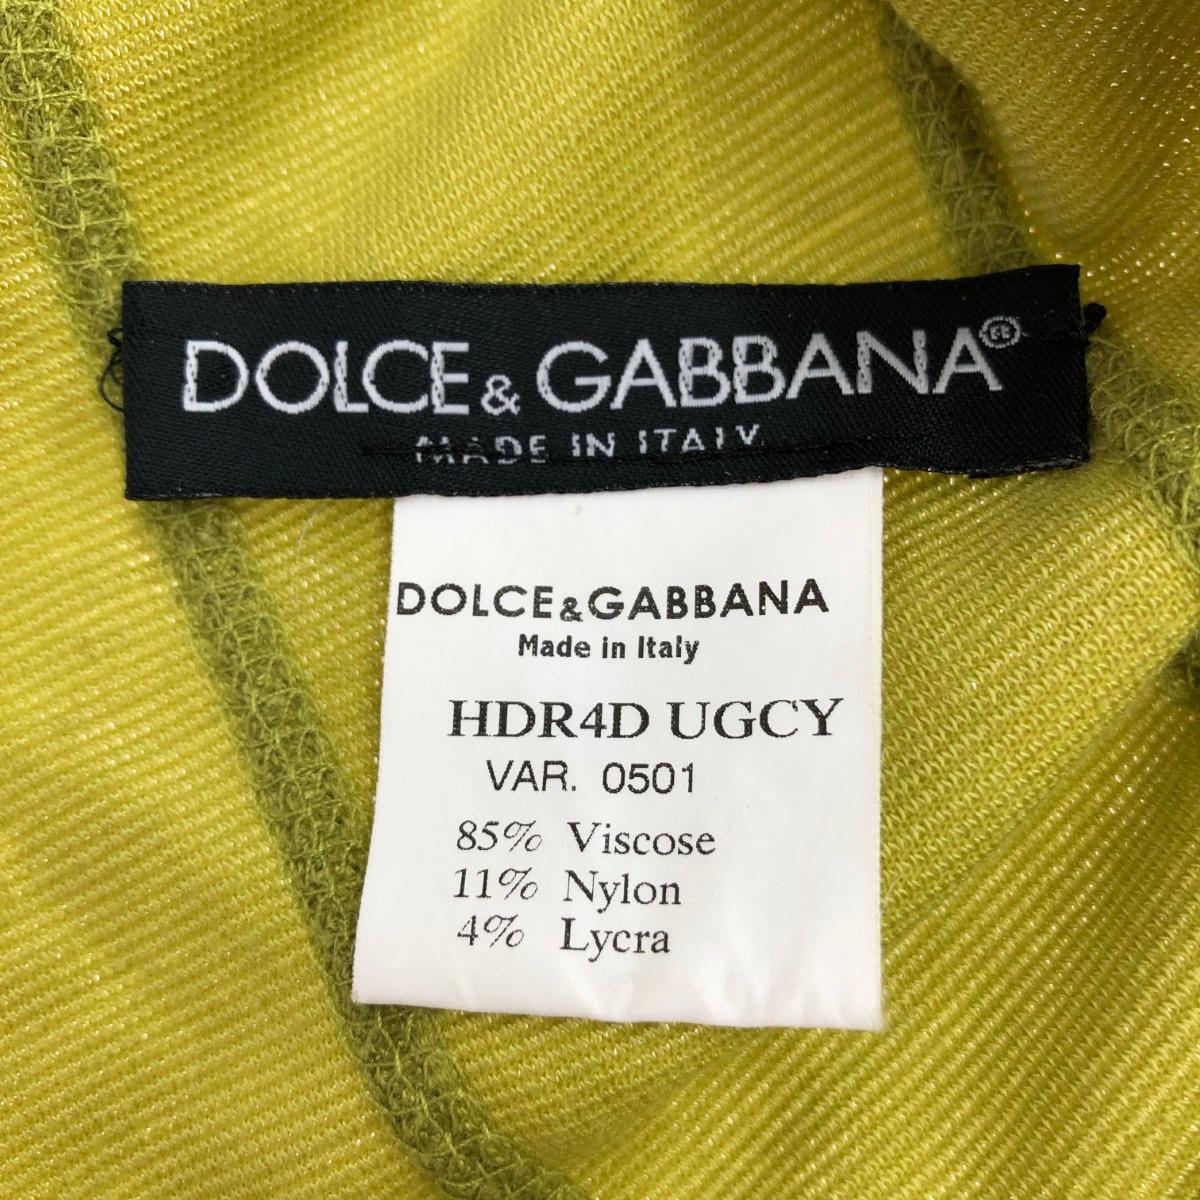 DOLCE & GABBANA®
MADE IN ITALY
DOLCE&GABBANA
Made in Italy
HDR4D UGCY
VAR. 0501
85% Viscose
11% Nylon
4% Lycra